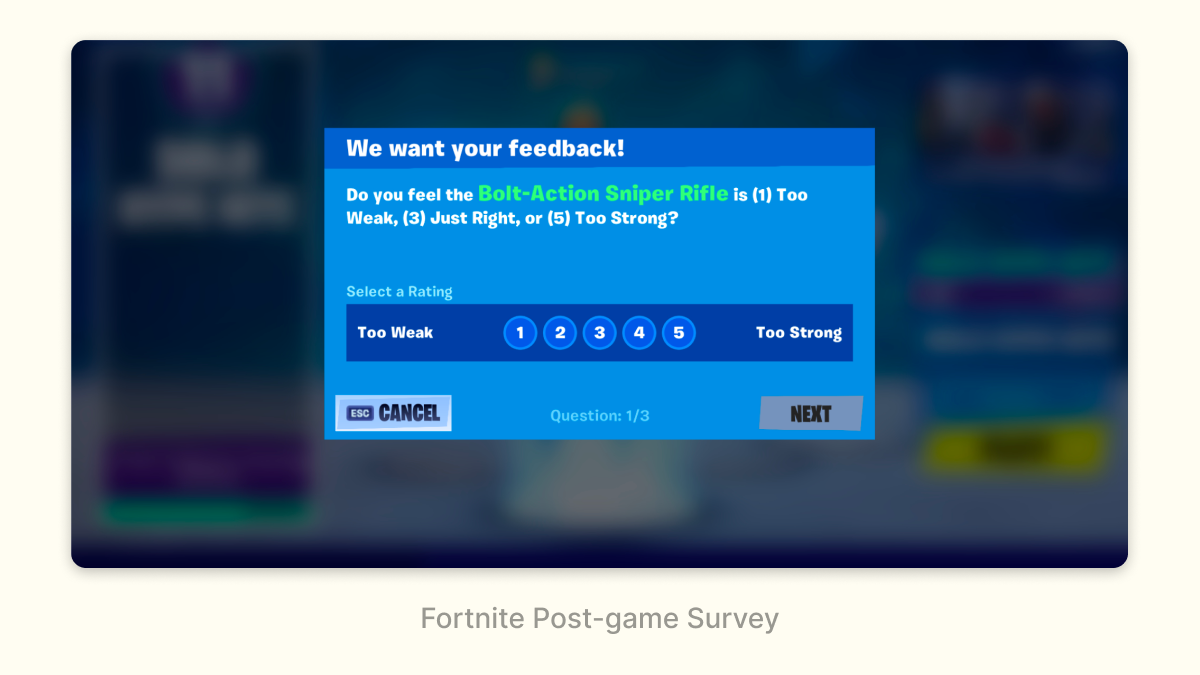 We want your feedback!
Do you feel the Bolt-Action Sniper Rifle is (1) Too
Weak, (3) Just Right, or (5) Too Strong?
Select a Rating
Too Weak 1 2 3 4 5 Too Strong
ESC CANCEL Question: 1/3 NEXT
Fortnite Post-game Survey